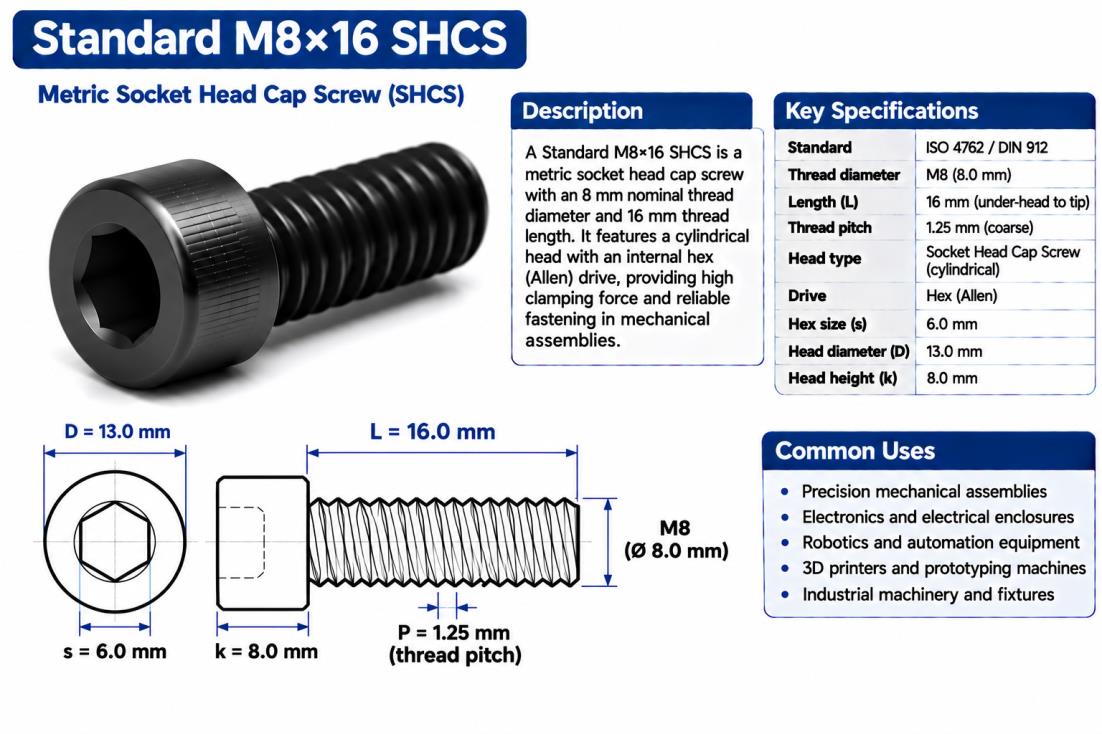 Standard M8×16 SHCS
Metric Socket Head Cap Screw (SHCS)
Description
A Standard M8×16 SHCS is a
metric socket head cap screw
with an 8 mm nominal thread
diameter and 16 mm thread
length. It features a cylindrical
head with an internal hex
(Allen) drive, providing high
clamping force and reliable
fastening in mechanical
assemblies.
Key Specifications
Standard ISO 4762 / DIN 912
Thread diameter M8 (8.0 mm)
Length (L) 16 mm (under-head to tip)
Thread pitch 1.25 mm (coarse)
Head type Socket Head Cap Screw
(cylindrical)
Drive Hex (Allen)
Hex size (s) 6.0 mm
Head diameter (D) 13.0 mm
Head height (k) 8.0 mm
D = 13.0 mm
L = 16.0 mm
M8
(Ø 8.0 mm)
s = 6.0 mm
k = 8.0 mm
P = 1.25 mm
(thread pitch)
Common Uses
• Precision mechanical assemblies
• Electronics and electrical enclosures
• Robotics and automation equipment
• 3D printers and prototyping machines
• Industrial machinery and fixtures